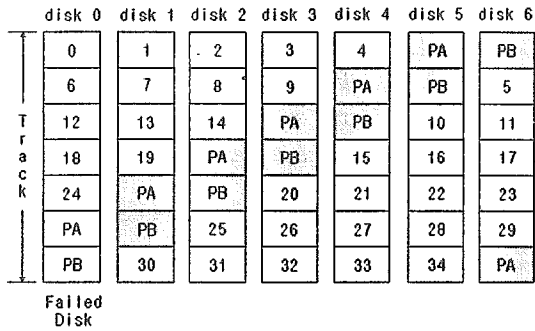 disk 0 disk 1 disk 2 disk 3 disk 4 disk 5 disk 6
0 1 2 3 4 PA PB
6 7 8 9 PA PB 5
12 13 14 PA PB 10 11
18 19 PA PB 15 16 17
24 PA PB 20 21 22 23
PA PB 25 26 27 28 29
PB 30 31 32 33 34 PA
Track
Failed
Disk